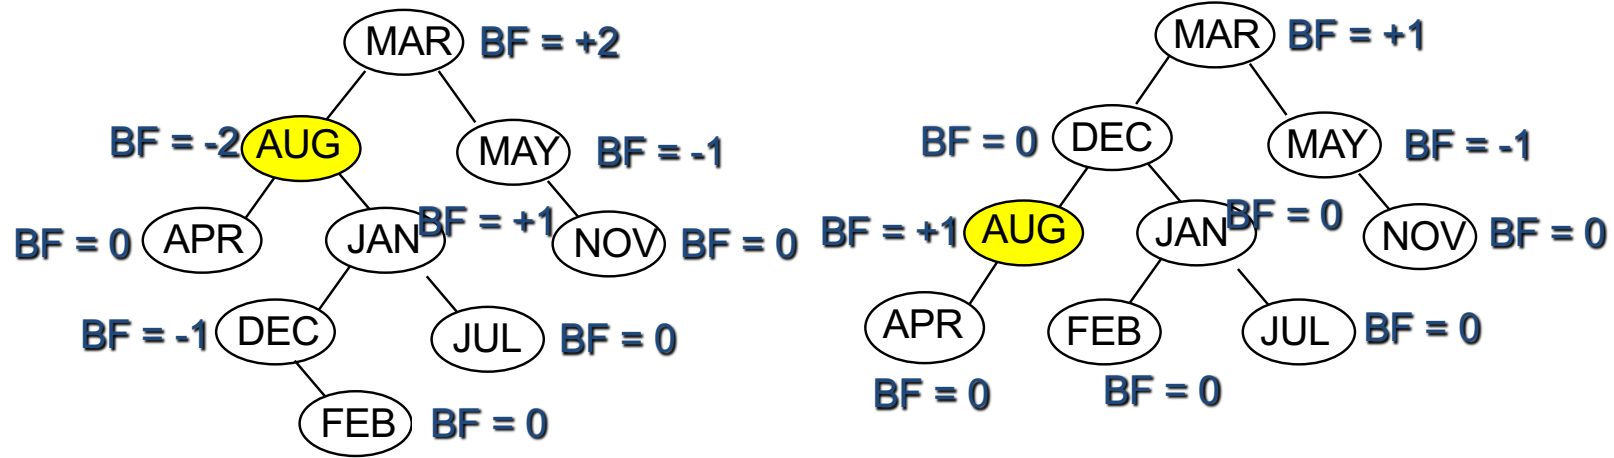 MAR BF = +2
BF = -2 AUG MAY BF = -1
BF = 0 APR JAN BF = +1 NOV BF = 0
BF = -1 DEC JUL BF = 0
FEB BF = 0
MAR BF = +1
BF = 0 DEC MAY BF = -1
BF = +1 AUG JAN BF = 0 NOV BF = 0
APR FEB JUL BF = 0
BF = 0 BF = 0